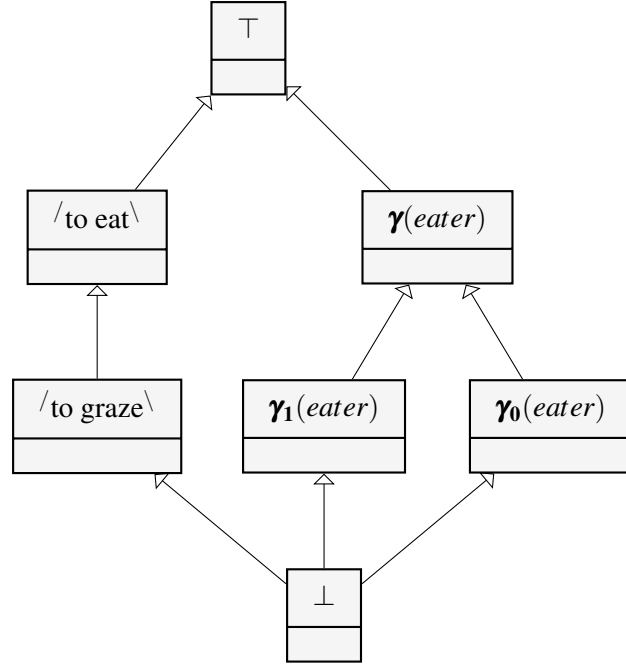 ⊤
/to eat\
γ(eater)
/to graze\
γ₁(eater)
γ₀(eater)
⊥